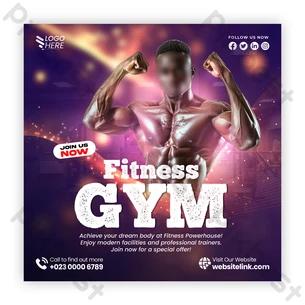 LOGO
HERE
FOLLOW US NOW
JOIN US
NOW
Fitness
GYM
Achieve your dream body at Fitness Powerhouse!
Enjoy modern facilities and professional trainers.
Join now for a special offer!
Call to find out more
+023 0000 6789
Visit Our Website
websitelink.com